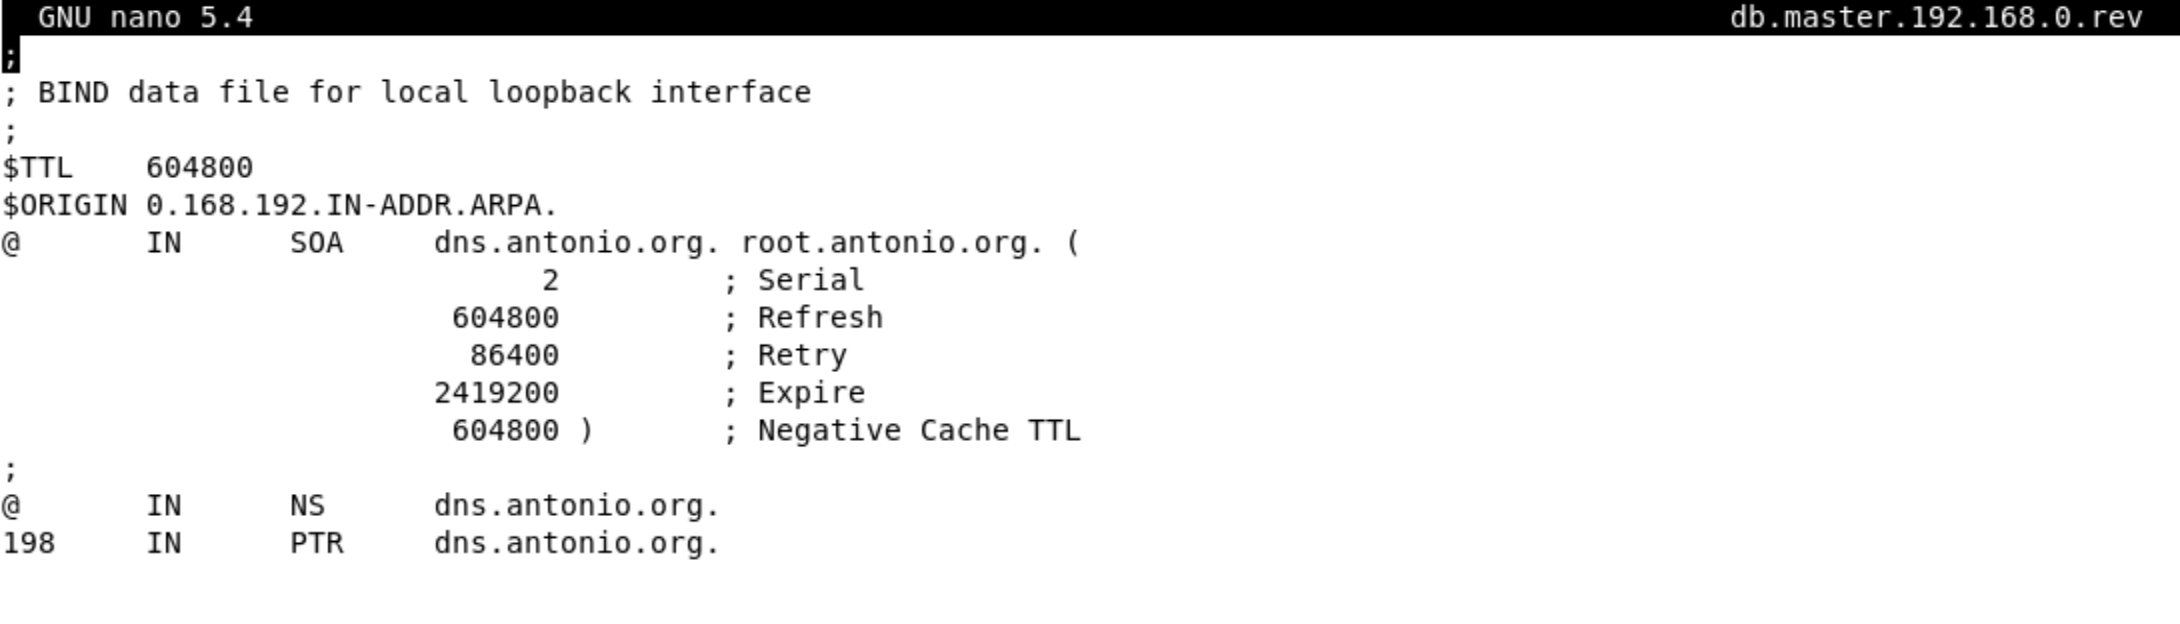 GNU nano 5.4 db.master.192.168.0.rev
;
; BIND data file for local loopback interface
;
$TTL 604800
$ORIGIN 0.168.192.IN-ADDR.ARPA.
@ IN SOA dns.antonio.org. root.antonio.org. (
2 ; Serial
604800 ; Refresh
86400 ; Retry
2419200 ; Expire
604800 ) ; Negative Cache TTL
;
@ IN NS dns.antonio.org.
198 IN PTR dns.antonio.org.